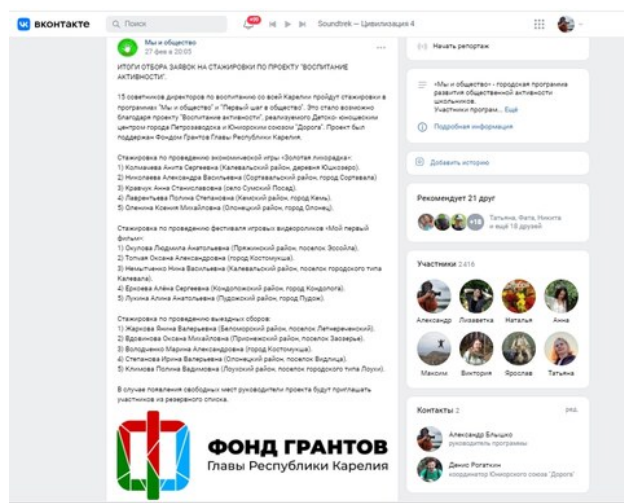 вконтакте
Поиск
Soundtrek — Цивилизация 4
Мы и общество
27 фев в 20:05
ИТОГИ ОТБОРА ЗАЯВОК НА СТАЖИРОВКИ ПО ПРОЕКТУ "ВОСПИТАНИЕ
АКТИВНОСТИ".
15 советников директоров по воспитанию со всей Карелии пройдут стажировки в
программах "Мы и общество" и "Первый шаг в общество". Это стало возможно
благодаря проекту "Воспитание активности", реализуемого Детско-юношеским
центром города Петрозаводска и Юниорским союзом "Дорога". Проект был
поддержан Фондом Грантов Главы Республики Карелия.
Стажировка по проведению экономической игры «Золотая лихорадка»:
1) Колмачева Анита Сергеевна (Калевальский район, деревня Юшкозеро).
2) Николаева Александра Васильевна (Сортавальский район, город Сортавала)
3) Кравчук Анна Станиславовна (село Сумский Посад).
4) Лаврентьева Полина Степановна (Кемский район, город Кемь).
5) Оленина Ксения Михайловна (Олонецкий район, город Олонец).
Стажировка по проведению фестиваля игровых видеороликов «Мой первый
фильм»:
1) Окулова Людмила Анатольевна (Пряжинский район, поселок Эссойла).
2) Топчая Оксана Александровна (город Костомукша).
3) Немытченко Нина Васильевна (Калевальский район, поселок городского типа
Калевала).
4) Еркоева Алёна Сергеевна (Кондопожский район, город Кондопога).
5) Лукина Алина Анатольевна (Пудожский район, город Пудож).
Стажировка по проведению выездных сборов:
1) Жаркова Янина Валерьевна (Беломорский район, поселок Летнереченский).
2) Вдовинова Оксана Михайловна (Прионежский район, поселок Заозерье).
3) Володченко Марина Александровна (город Костомукша).
4) Степанова Ирина Валерьевна (Олонецкий район, поселок Видлица).
5) Климова Полина Вадимовна (Лоухский район, поселок городского типа Лоухи).
В случае появления свободных мест руководители проекта будут приглашать
участников из резервного списка.
ФОНД ГРАНТОВ
Главы Республики Карелия
Начать репортаж
«Мы и общество» - городская программа
развития общественной активности
школьников.
Участники програм... Ещё
Подробная информация
Добавить историю
Рекомендует 21 друг
+18
Татьяна, Фата, Никита
и ещё 18 друзей
Участники 2 416
Александр Лизаветка Наталья Анна
Максим Виктория Ярослав Татьяна
Контакты 2
ред.
Александр Елышко
руководитель программы
Денис Рогаткин
координатор Юниорского союза "Дорога"